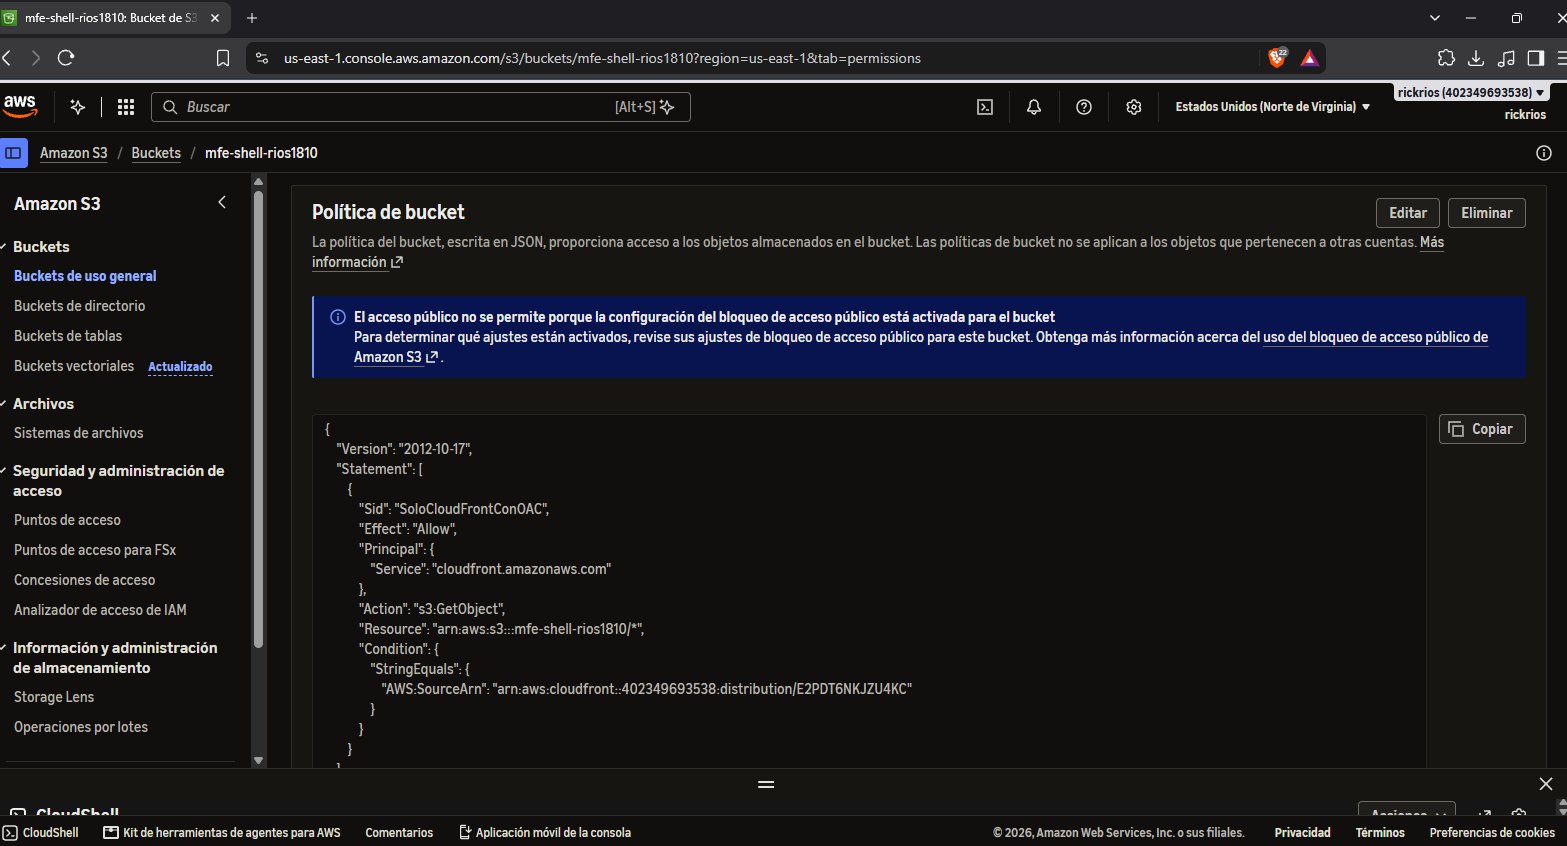 mfe-shell-rios1810: Bucket de S3
us-east-1.console.aws.amazon.com/s3/buckets/mfe-shell-rios1810?region=us-east-1&tab=permissions
22
aws
Buscar
[Alt+S]
Estados Unidos (Norte de Virginia)
rickrios (402349693538)
rickrios
Amazon S3 / Buckets / mfe-shell-rios1810
Amazon S3
Buckets
Buckets de uso general
Buckets de directorio
Buckets de tablas
Buckets vectoriales Actualizado
Archivos
Sistemas de archivos
Seguridad y administración de
acceso
Puntos de acceso
Puntos de acceso para FSx
Concesiones de acceso
Analizador de acceso de IAM
Información y administración
de almacenamiento
Storage Lens
Operaciones por lotes
Política de bucket
Editar
Eliminar
La política del bucket, escrita en JSON, proporciona acceso a los objetos almacenados en el bucket. Las políticas de bucket no se aplican a los objetos que pertenecen a otras cuentas. Más
información
El acceso público no se permite porque la configuración del bloqueo de acceso público está activada para el bucket
Para determinar qué ajustes están activados, revise sus ajustes de bloqueo de acceso público para este bucket. Obtenga más información acerca del uso del bloqueo de acceso público de
Amazon S3 .
Copiar
{
"Version": "2012-10-17",
"Statement": [
{
"Sid": "SoloCloudFrontConOAC",
"Effect": "Allow",
"Principal": {
"Service": "cloudfront.amazonaws.com"
},
"Action": "s3:GetObject",
"Resource": "arn:aws:s3:::mfe-shell-rios1810/*",
"Condition": {
"StringEquals": {
"AWS:SourceArn": "arn:aws:cloudfront::402349693538:distribution/E2PDT6NKJZU4KC"
}
}
}
]
CloudShell
Acciones
CloudShell
Kit de herramientas de agentes para AWS
Comentarios
Aplicación móvil de la consola
© 2026, Amazon Web Services, Inc. o sus filiales.
Privacidad
Términos
Preferencias de cookies